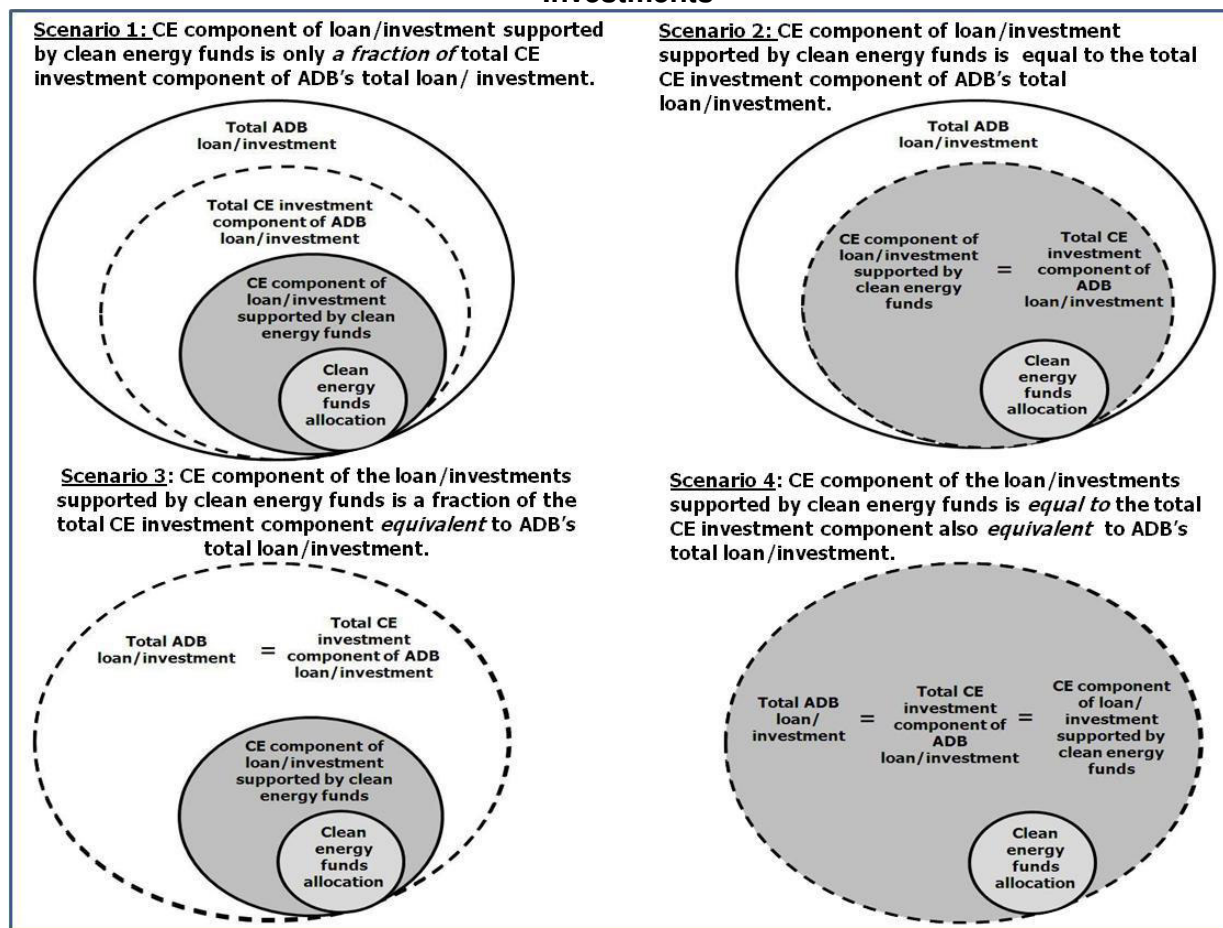 Investments
Scenario 1: CE component of loan/investment supported
by clean energy funds is only a fraction of total CE
investment component of ADB's total loan/ investment.
Total ADB
loan/investment
Total CE investment
component of ADB
loan/investment
CE component of
loan/investment
supported by clean
energy funds
Clean
energy
funds
allocation
Scenario 2: CE component of loan/investment
supported by clean energy funds is equal to the total
CE investment component of ADB's total
loan/investment.
Total ADB
loan/investment
CE component of
loan/investment
supported by
clean energy
funds
=
Total CE
investment
component of
ADB
loan/investment
Clean
energy
funds
allocation
Scenario 3: CE component of the loan/investments
supported by clean energy funds is a fraction of the
total CE investment component equivalent to ADB's
total loan/investment.
Total ADB
loan/investment
=
Total CE
investment
component of ADB
loan/investment
CE component of
loan/investment
supported by clean
energy funds
Clean
energy
funds
allocation
Scenario 4: CE component of the loan/investments
supported by clean energy funds is equal to the total
CE investment component also equivalent to ADB's
total loan/investment.
Total ADB
loan/
investment
=
Total CE
investment
component of
ADB
loan/investment
=
CE component
of loan/
investment
supported by
clean energy
funds
Clean
energy
funds
allocation